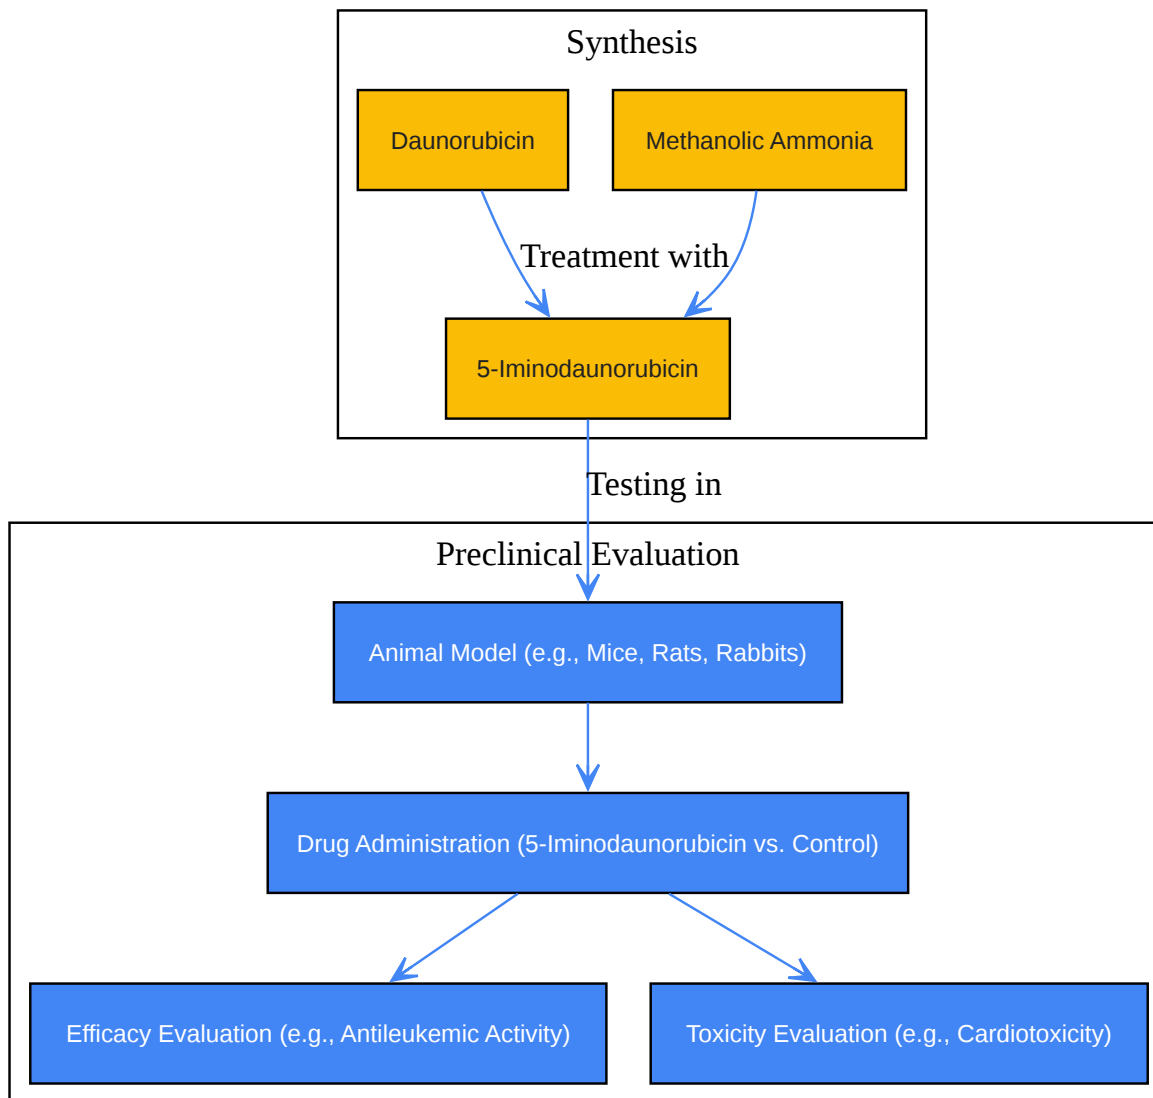 Synthesis
Daunorubicin
Methanolic Ammonia
Treatment with
5-Iminodaunorubicin
Testing in
Preclinical Evaluation
Animal Model (e.g., Mice, Rats, Rabbits)
Drug Administration (5-Iminodaunorubicin vs. Control)
Efficacy Evaluation (e.g., Antileukemic Activity)
Toxicity Evaluation (e.g., Cardiotoxicity)